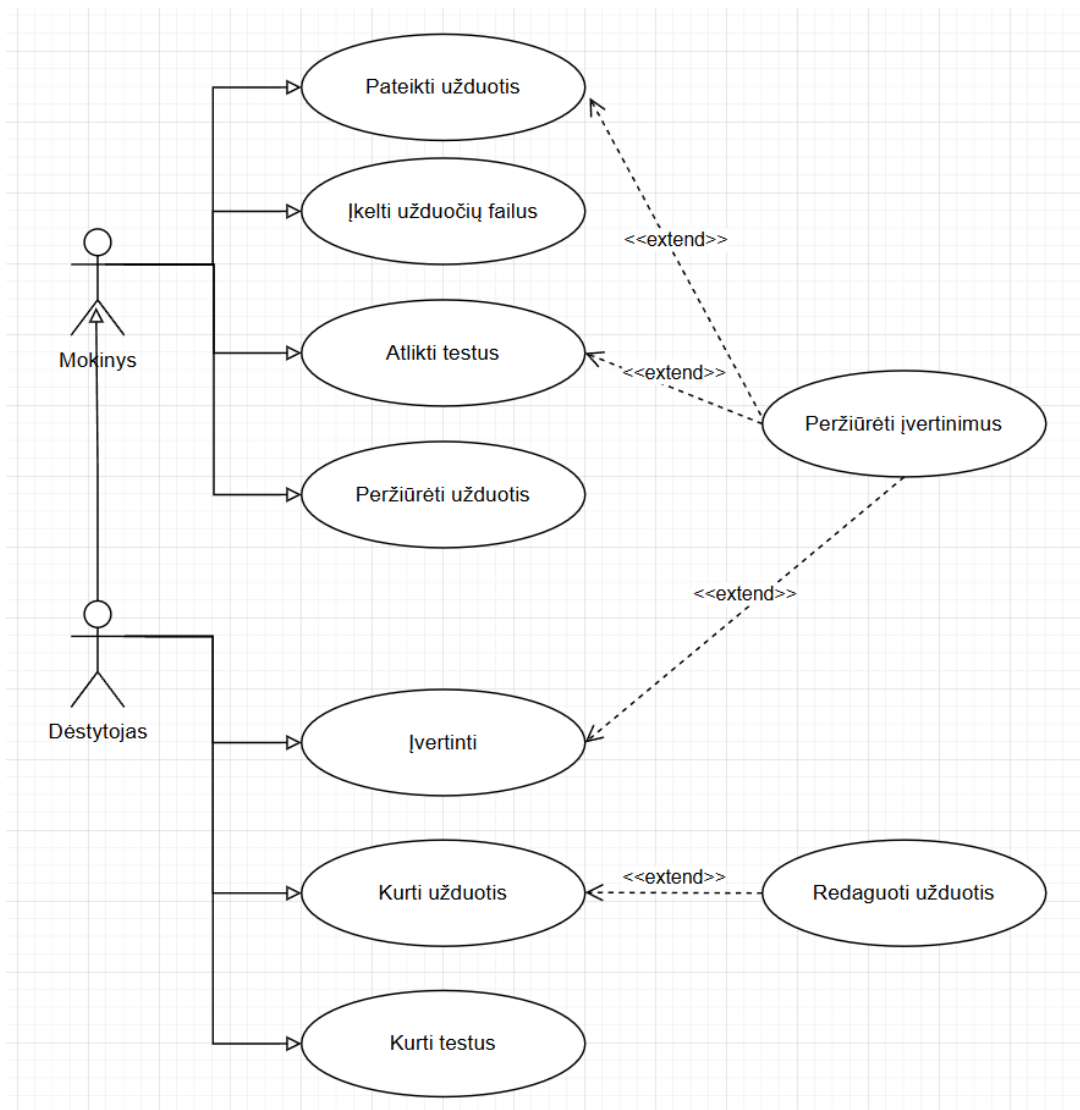 Pateikti užduotis
Įkelti užduočių failus
<<extend>>
Mokinys
Atlikti testus
<<extend>>
Peržiūrėti įvertinimus
Peržiūrėti užduotis
<<extend>>
Dėstytojas
Įvertinti
Kurti užduotis
<<extend>>
Redaguoti užduotis
Kurti testus